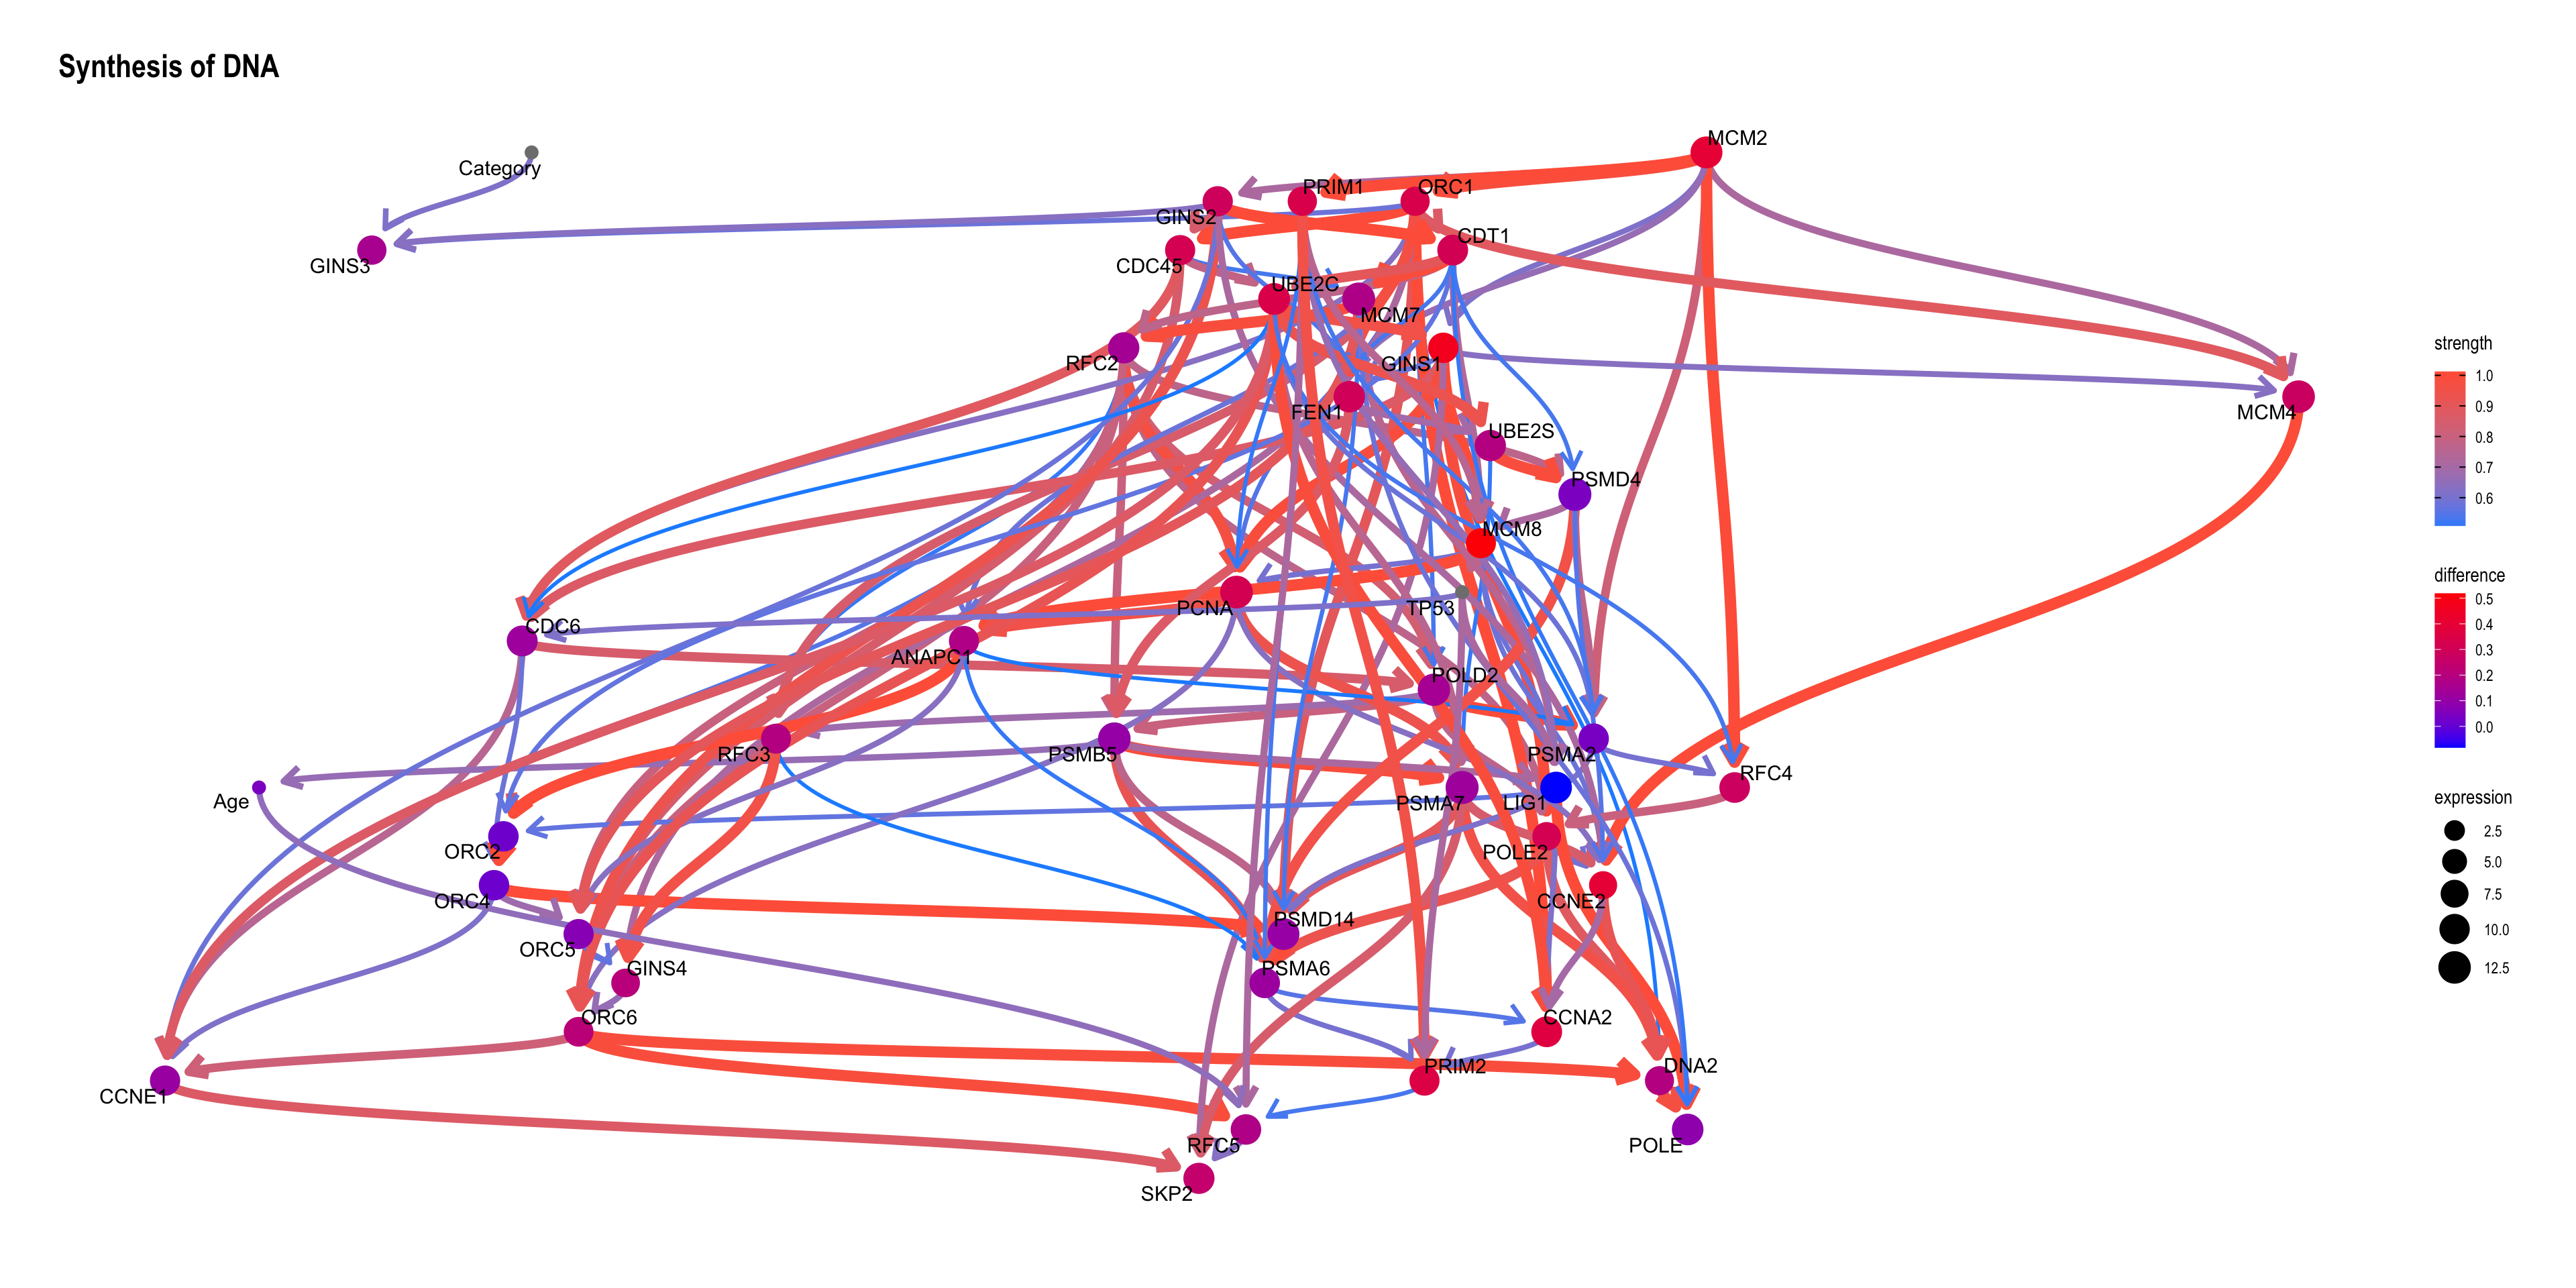 Synthesis of DNA
MCM2
Category
PRIM1
ORC1
GINS2
CDT1
GINS3
CDC45
UBE2C
MCM7
RFC2
GINS1
FEN1
MCM4
UBE2S
PSMD4
MCM8
PCNA
TP53
CDC6
ANAPC1
POLD2
RFC3
PSMB5
PSMA2
RFC4
Age
PSMA7
LIG1
ORC2
POLE2
ORC4
CCNE2
PSMD14
ORC5
GINS4
PSMA6
ORC6
CCNA2
PRIM2
DNA2
CCNE1
RFC5
POLE
SKP2
strength
1.0
0.9
0.8
0.7
0.6
difference
0.5
0.4
0.3
0.2
0.1
0.0
expression
2.5
5.0
7.5
10.0
12.5